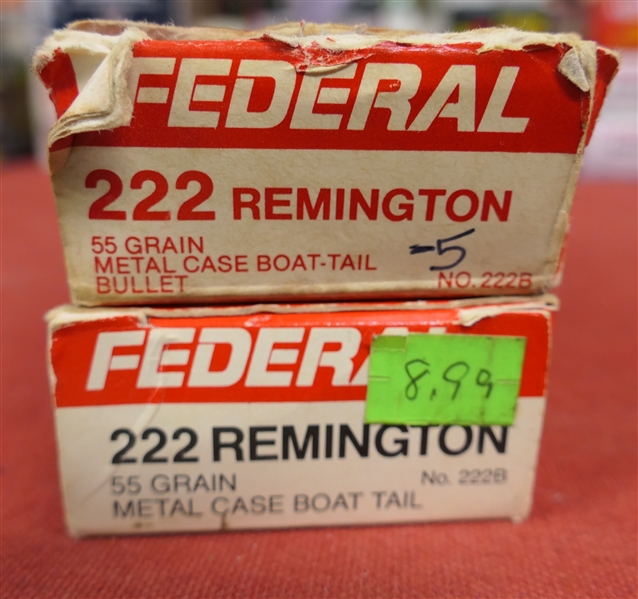 FEDERAL
222 REMINGTON
55 GRAIN
METAL CASE BOAT-TAIL
BULLET
-5
NO. 222B
FEDERAL
8.99
222 REMINGTON
55 GRAIN
No. 222B
METAL CASE BOAT TAIL